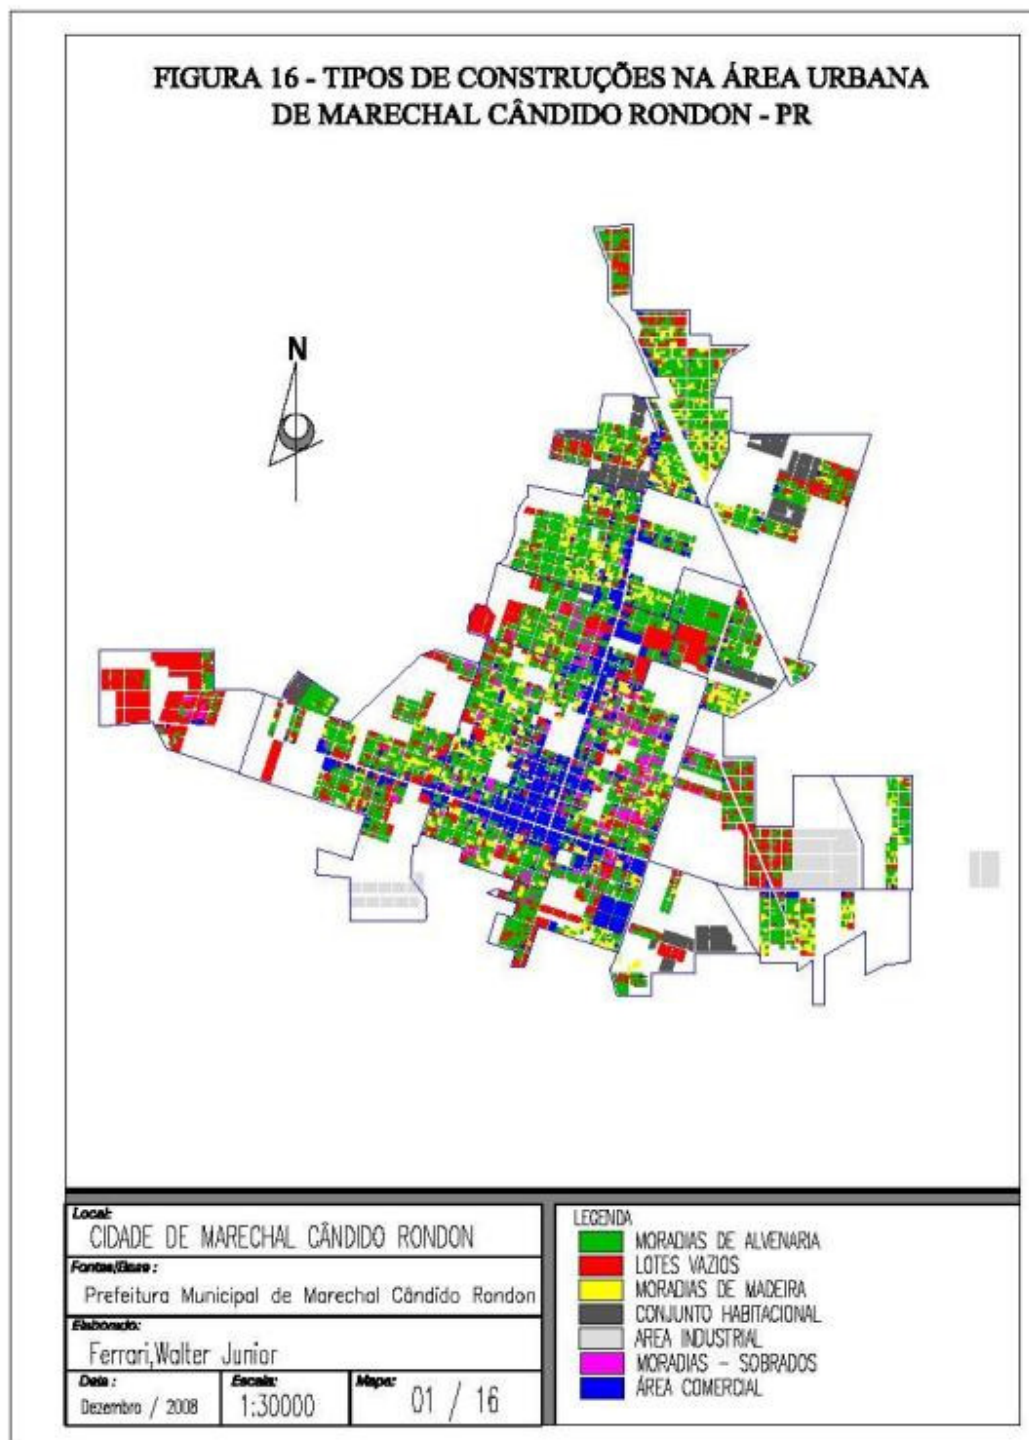 FIGURA 16 - TIPOS DE CONSTRUÇÕES NA ÁREA URBANA
DE MARECHAL CÂNDIDO RONDON - PR
N
Local:
CIDADE DE MARECHAL CÂNDIDO RONDON
Fontes/Base :
Prefeitura Municipal de Marechal Cândido Rondon
Elaborado:
Ferrari,Walter Junior
Data :
Dezembro / 2008
Escala:
1:30000
Mapa:
01 / 16
LEGENDA
MORADIAS DE ALVENARIA
LOTES VAZIOS
MORADIAS DE MADEIRA
CONJUNTO HABITACIONAL
AREA INDUSTRIAL
MORADIAS - SOBRADOS
ÁREA COMERCIAL